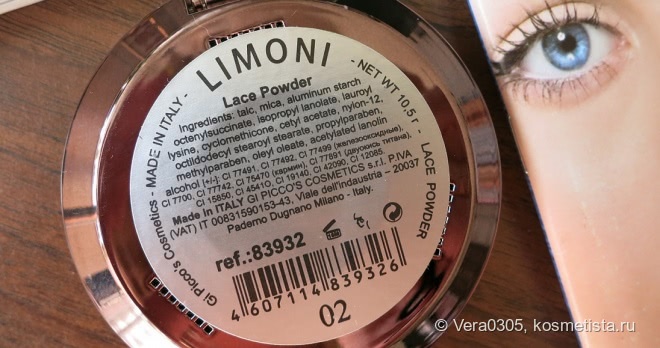 LIMONI
Lace Powder
Ingredients: talc, mica, aluminum starch
octenylsuccinate, isopropyl lanolate, lauroyl
lysine, cyclomethicone, cetyl acetate, nylon-12,
octildodecyl stearoyl stearate, propylparaben,
methylparaben, oleyl oleate, acetylated lanolin
alcohol (+/-): CI 77491, CI 77492, CI 77499 (железооксидные),
CI 7700, CI 77742, CI 75470 (кармин), CI 77891 (двуокись титана),
CI 15850, CI 45410, CI 19140, CI 42090, CI 12085.
Made in ITALY GI PICCO'S COSMETICS s.r.l. P.IVA
(VAT) IT 00831590153-43, Viale dell'indaustria – 20037
Paderno Dugnano Milano - Italy.
ref.:83932
4 607114 839326
02
Gi Picco's Cosmetics - MADE IN ITALY -
- NET WT 10,5 г - LACE POWDER
© Vera0305, kosmetista.ru